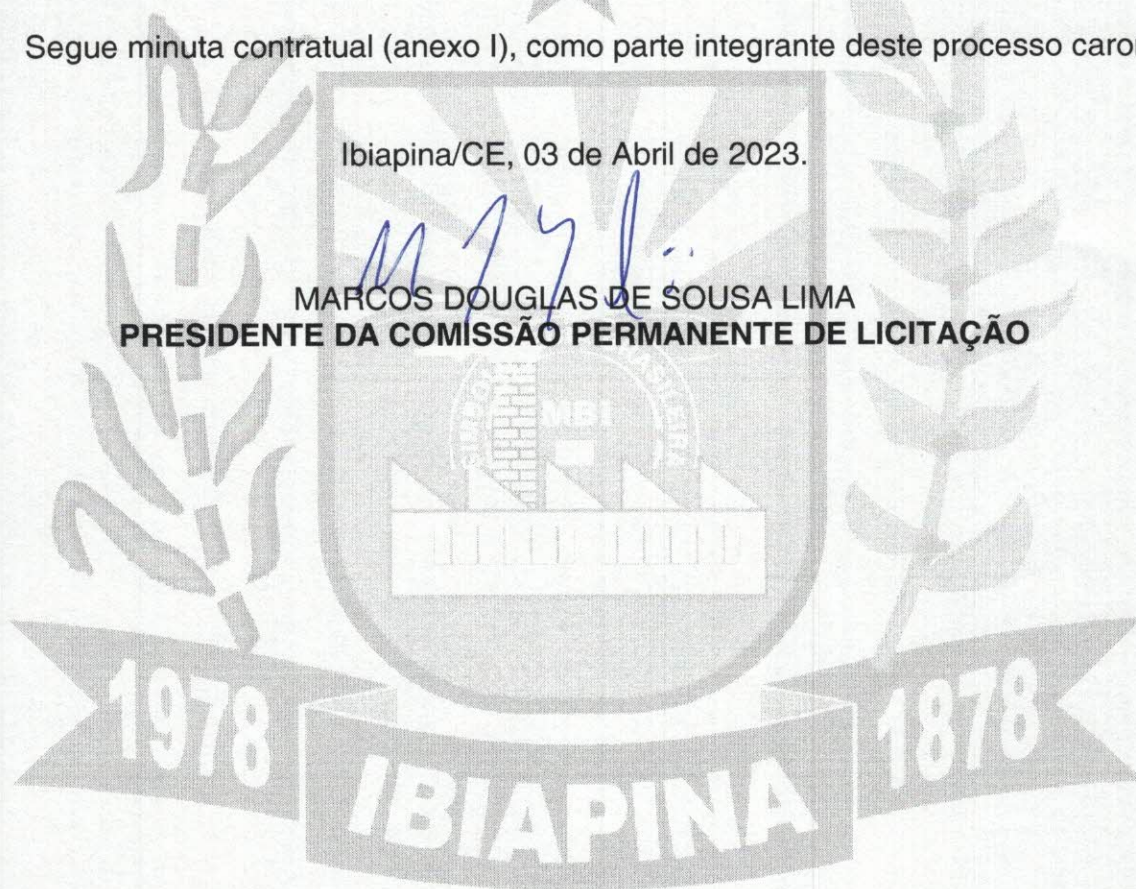 Segue minuta contratual (anexo I), como parte integrante deste processo
Ibiapina/CE, 03 de Abril de 2023.
MARCOS DOUGLAS DE SOUSA LIMA
PRESIDENTE DA COMISSÃO PERMANENTE DE LICITAÇÃO
MBI
1978
1878
IBIAPINA